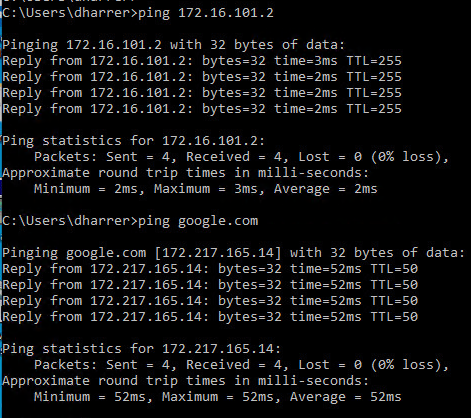 C:\Users\dharrer>ping 172.16.101.2
Pinging 172.16.101.2 with 32 bytes of data:
Reply from 172.16.101.2: bytes=32 time=3ms TTL=255
Reply from 172.16.101.2: bytes=32 time=2ms TTL=255
Reply from 172.16.101.2: bytes=32 time=2ms TTL=255
Reply from 172.16.101.2: bytes=32 time=2ms TTL=255
Ping statistics for 172.16.101.2:
Packets: Sent = 4, Received = 4, Lost = 0 (0% loss),
Approximate round trip times in milli-seconds:
Minimum = 2ms, Maximum = 3ms, Average = 2ms
C:\Users\dharrer>ping google.com
Pinging google.com [172.217.165.14] with 32 bytes of data:
Reply from 172.217.165.14: bytes=32 time=52ms TTL=50
Reply from 172.217.165.14: bytes=32 time=52ms TTL=50
Reply from 172.217.165.14: bytes=32 time=52ms TTL=50
Reply from 172.217.165.14: bytes=32 time=52ms TTL=50
Ping statistics for 172.217.165.14:
Packets: Sent = 4, Received = 4, Lost = 0 (0% loss),
Approximate round trip times in milli-seconds:
Minimum = 52ms, Maximum = 52ms, Average = 52ms